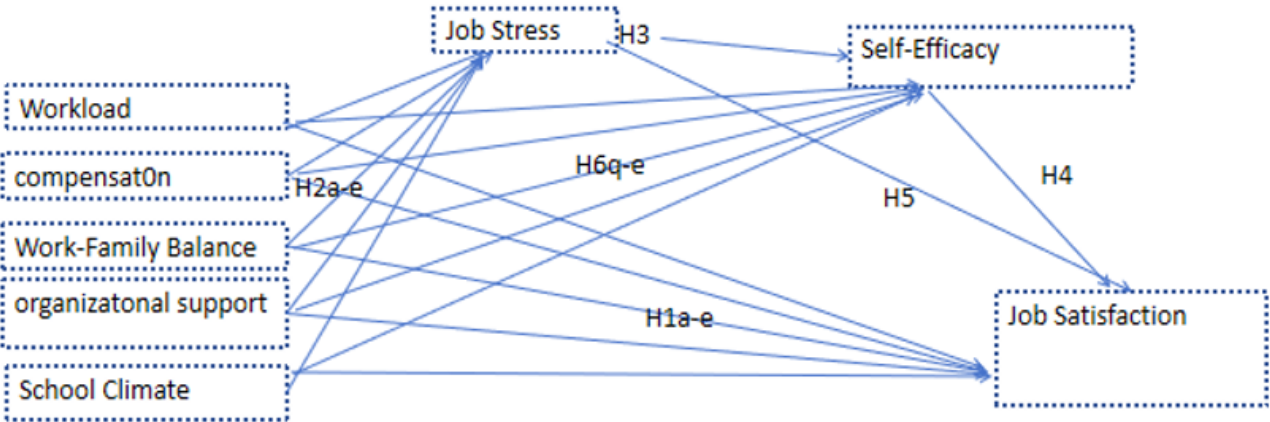 Job Stress
H3
Self-Efficacy
Workload
compensat0n
H2a-e
H6q-e
H5
H4
Work-Family Balance
organizatonal support
H1a-e
Job Satisfaction
School Climate